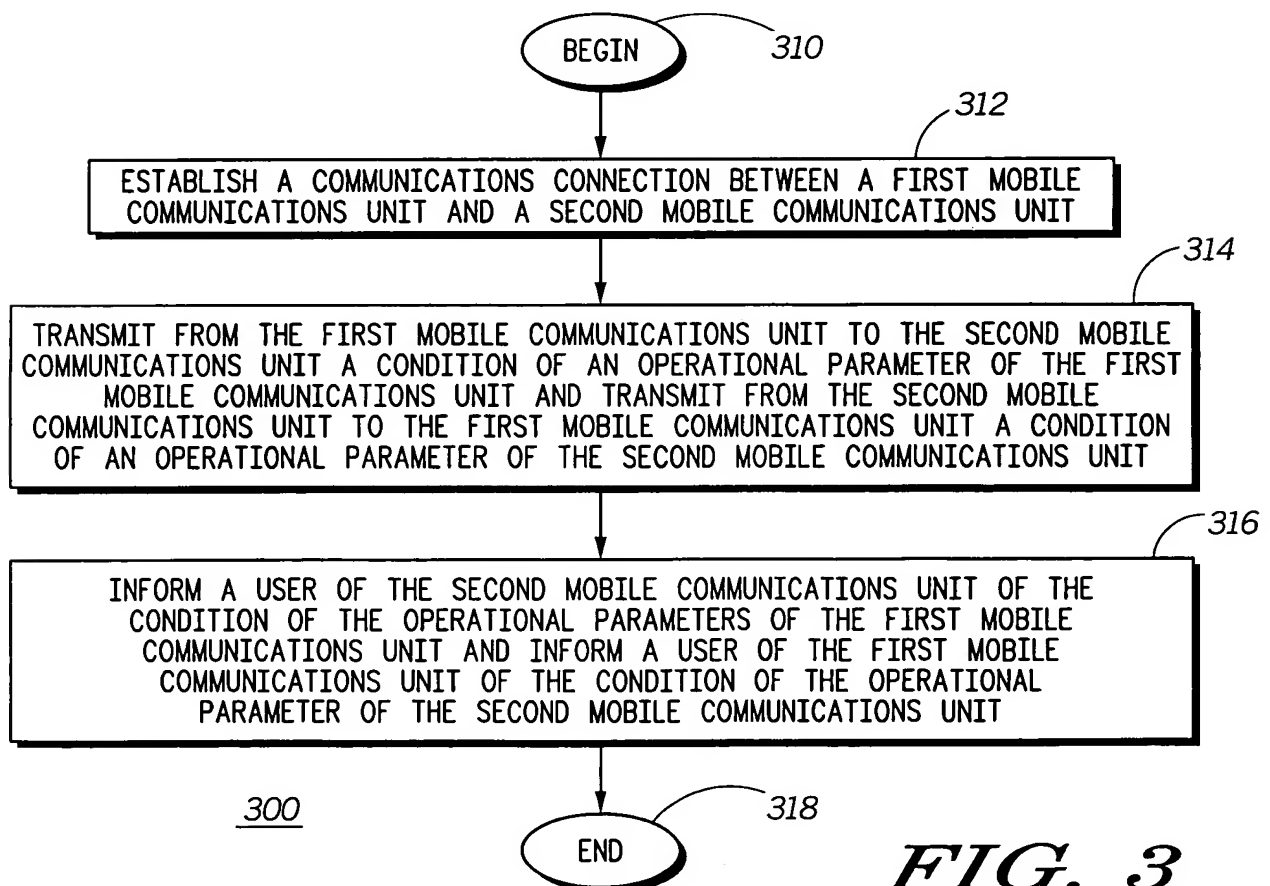 BEGIN
310
312
ESTABLISH A COMMUNICATIONS CONNECTION BETWEEN A FIRST MOBILE
COMMUNICATIONS UNIT AND A SECOND MOBILE COMMUNICATIONS UNIT
314
TRANSMIT FROM THE FIRST MOBILE COMMUNICATIONS UNIT TO THE SECOND MOBILE
COMMUNICATIONS UNIT A CONDITION OF AN OPERATIONAL PARAMETER OF THE FIRST
MOBILE COMMUNICATIONS UNIT AND TRANSMIT FROM THE SECOND MOBILE
COMMUNICATIONS UNIT TO THE FIRST MOBILE COMMUNICATIONS UNIT A CONDITION
OF AN OPERATIONAL PARAMETER OF THE SECOND MOBILE COMMUNICATIONS UNIT
316
INFORM A USER OF THE SECOND MOBILE COMMUNICATIONS UNIT OF THE
CONDITION OF THE OPERATIONAL PARAMETERS OF THE FIRST MOBILE
COMMUNICATIONS UNIT AND INFORM A USER OF THE FIRST MOBILE
COMMUNICATIONS UNIT OF THE CONDITION OF THE OPERATIONAL
PARAMETER OF THE SECOND MOBILE COMMUNICATIONS UNIT
300
318
END
FIG. 3